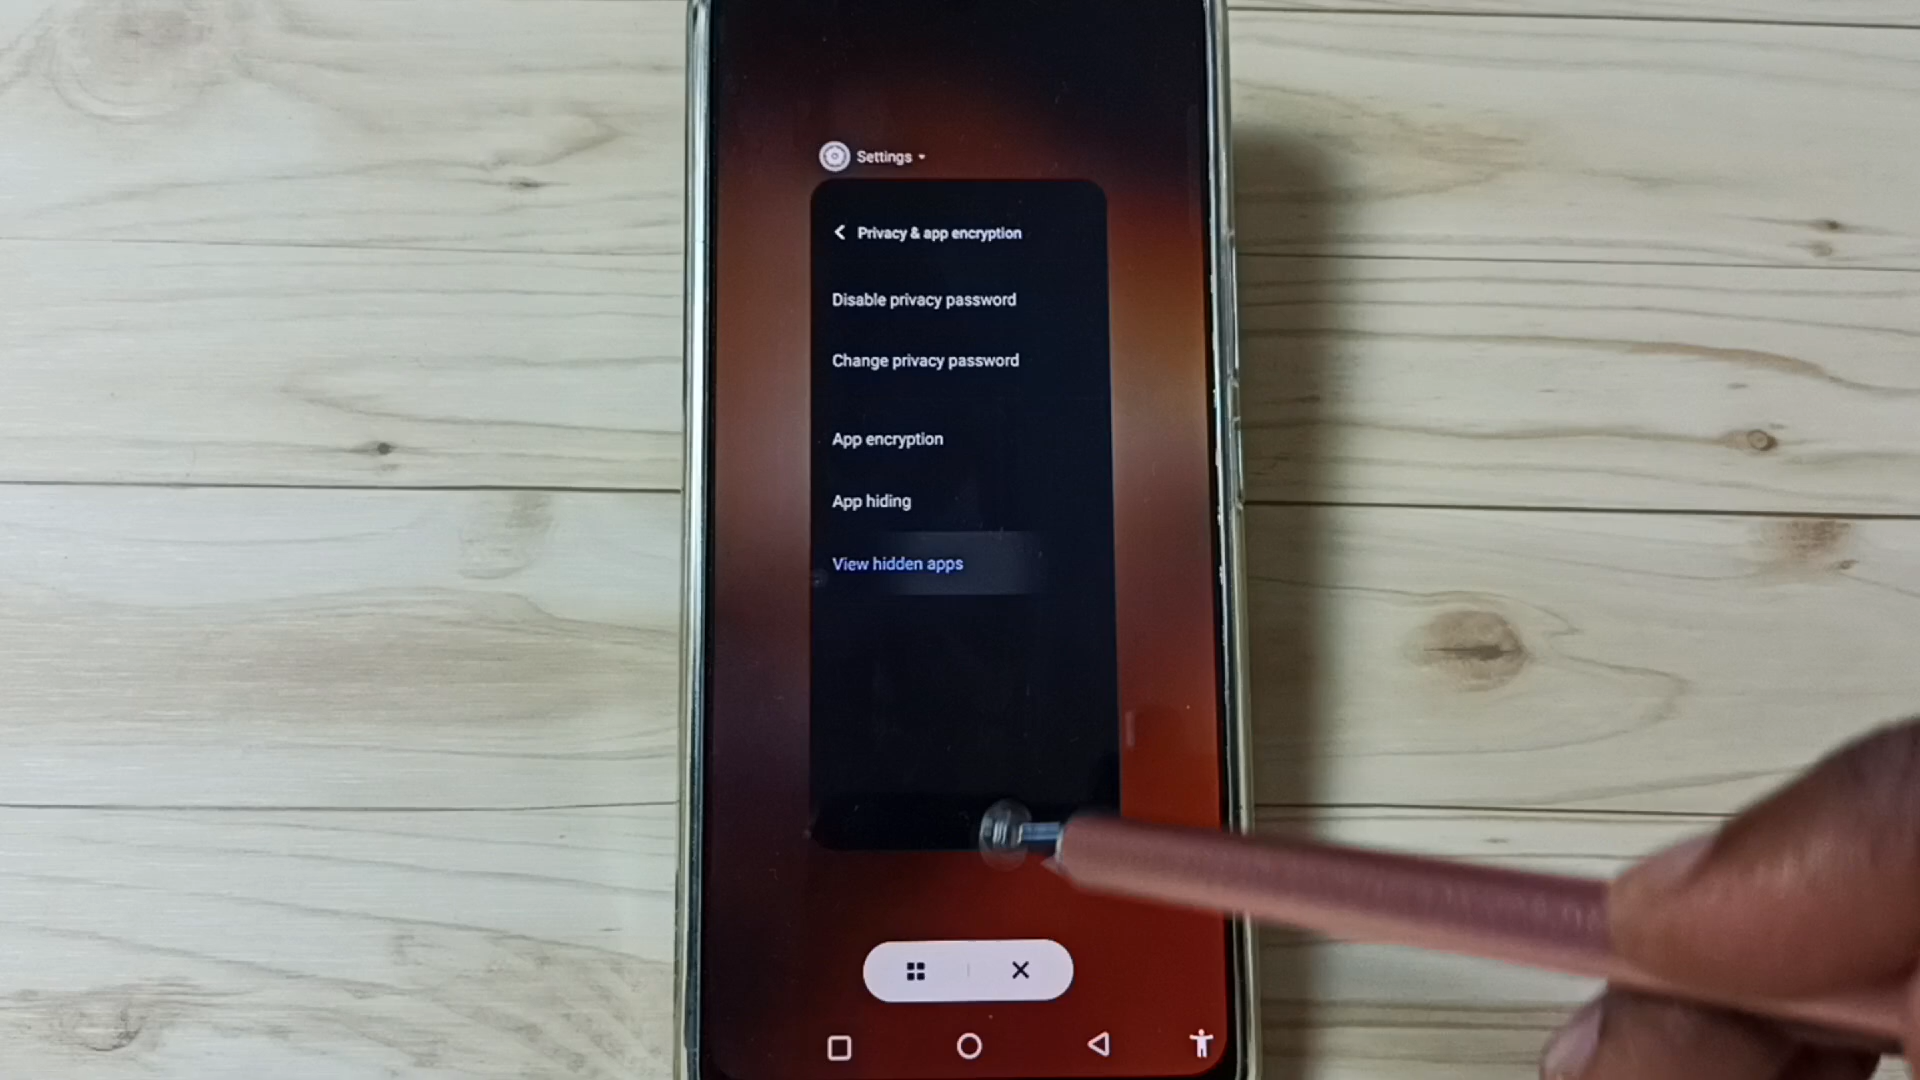 Settings
Privacy & app encryption
Disable privacy password
Change privacy password
App encryption
App hiding
View hidden apps